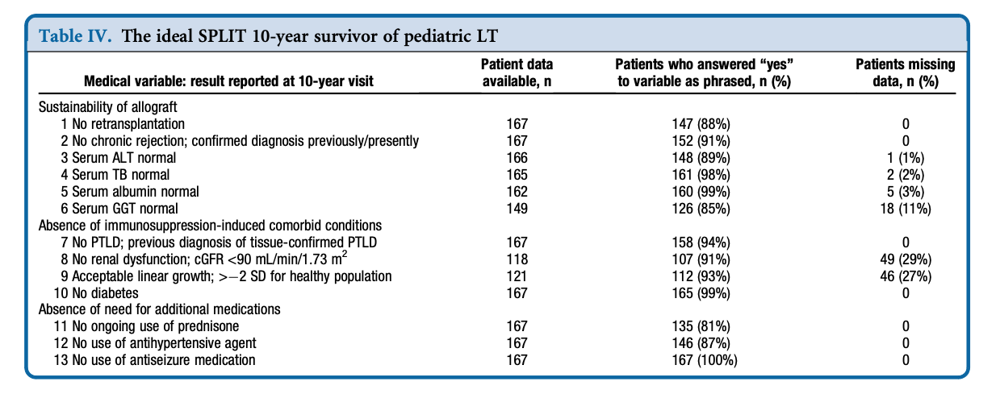 Table IV. The ideal SPLIT 10-year survivor of pediatric LT
Medical variable: result reported at 10-year visit Patient data available, n Patients who answered “yes” to variable as phrased, n (%) Patients missing data, n (%)
Sustainability of allograft
1 No retransplantation 167 147 (88%) 0
2 No chronic rejection; confirmed diagnosis previously/presently 167 152 (91%) 0
3 Serum ALT normal 166 148 (89%) 1 (1%)
4 Serum TB normal 165 161 (98%) 2 (2%)
5 Serum albumin normal 162 160 (99%) 5 (3%)
6 Serum GGT normal 149 126 (85%) 18 (11%)
Absence of immunosuppression-induced comorbid conditions
7 No PTLD; previous diagnosis of tissue-confirmed PTLD 167 158 (94%) 0
8 No renal dysfunction; cGFR <90 mL/min/1.73 m² 118 107 (91%) 49 (29%)
9 Acceptable linear growth; >−2 SD for healthy population 121 112 (93%) 46 (27%)
10 No diabetes 167 165 (99%) 0
Absence of need for additional medications
11 No ongoing use of prednisone 167 135 (81%) 0
12 No use of antihypertensive agent 167 146 (87%) 0
13 No use of antiseizure medication 167 167 (100%) 0